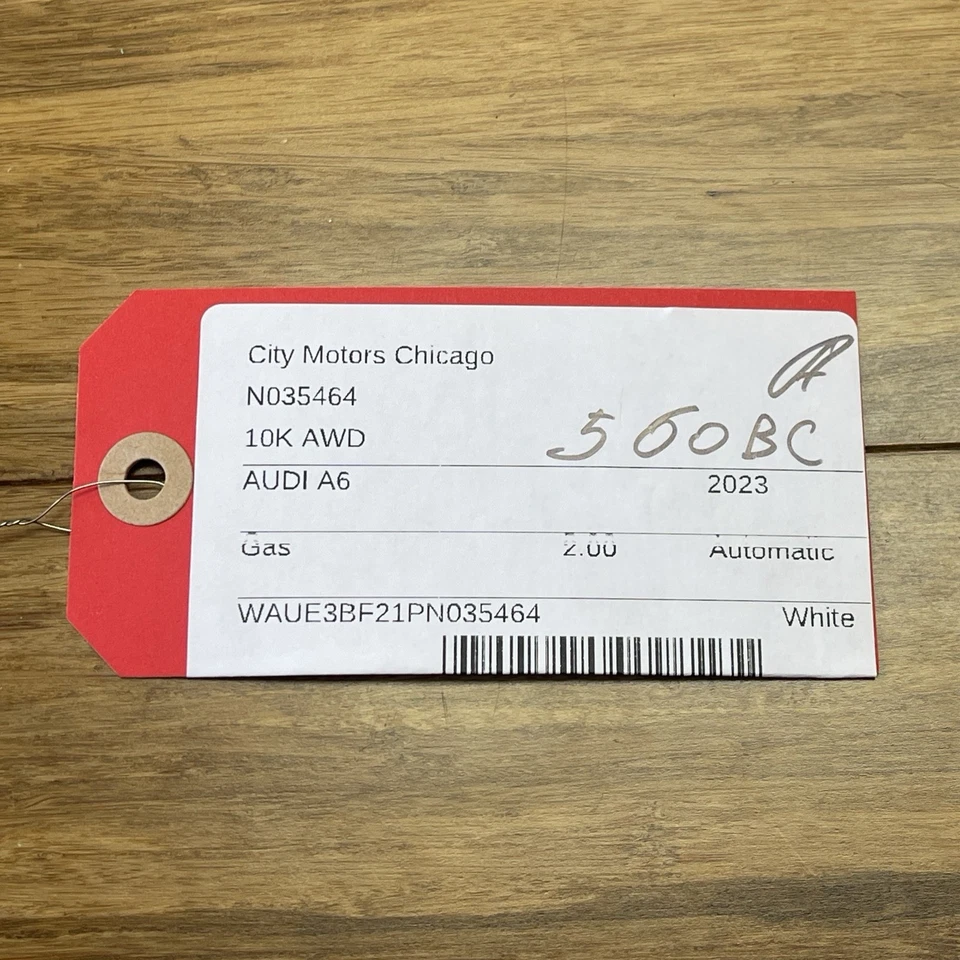 City Motors Chicago
A
N035464
560BC
10K AWD
AUDI A6 2023
Gas 2.00 Automatic
WAUE3BF21PN035464 White